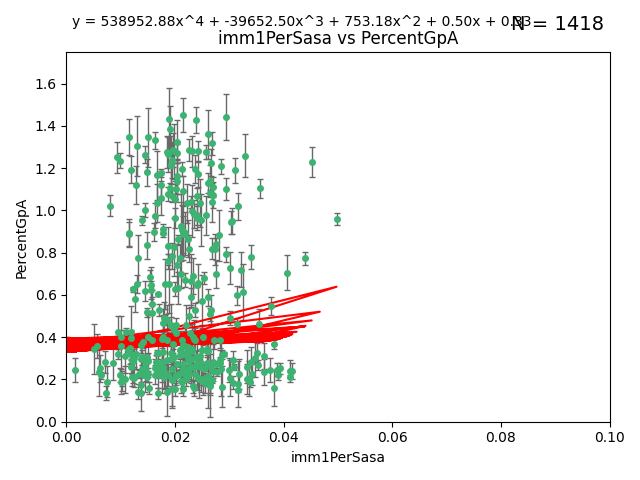 y = 538952.88x^4 + -39652.50x^3 + 753.18x^2 + 0.50x + 0.33
N = 1418
imm1PerSasa vs PercentGpA
1.6
1.4
1.2
1.0
0.8
0.6
0.4
0.2
0.0
PercentGpA
0.00 0.02 0.04 0.06 0.08 0.10
imm1PerSasa